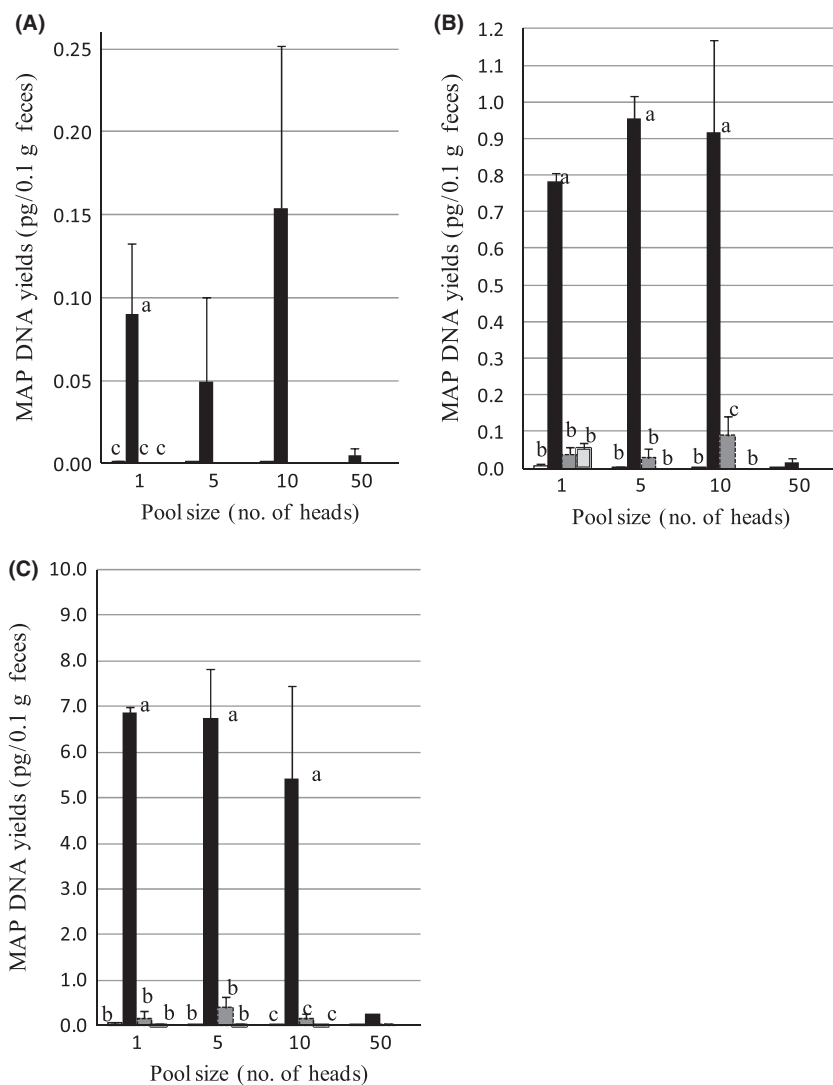 (A)
MAP DNA yields (pg/0.1 g feces)
0.25
0.20
0.15
0.10
0.05
0.00
a
c c c
1 5 10 50
Pool size (no. of heads)
(B)
MAP DNA yields (pg/0.1 g feces)
1.2
1.1
1.0
0.9
0.8
0.7
0.6
0.5
0.4
0.3
0.2
0.1
0.0
a a a
b b b b b b b c b
1 5 10 50
Pool size (no. of heads)
(C)
MAP DNA yields (pg/0.1 g feces)
10.0
9.0
8.0
7.0
6.0
5.0
4.0
3.0
2.0
1.0
0.0
a a a
b b b b b b c c c
1 5 10 50
Pool size (no. of heads)